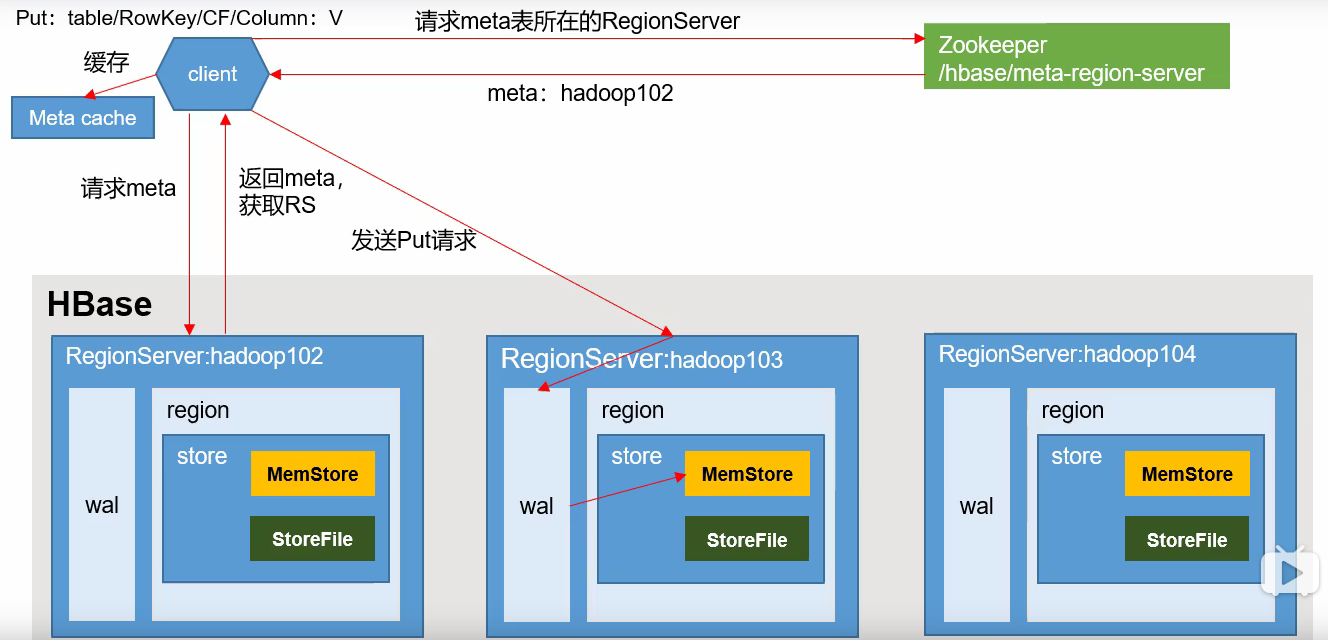 Put：table/RowKey/CF/Column：V
请求meta表所在的RegionServer
Zookeeper
/hbase/meta-region-server
缓存
client
meta：hadoop102
Meta cache
请求meta
返回meta，
获取RS
发送Put请求
HBase
RegionServer:hadoop102
wal
region
store
MemStore
StoreFile
RegionServer:hadoop103
wal
region
store
MemStore
StoreFile
RegionServer:hadoop104
wal
region
store
MemStore
StoreFile